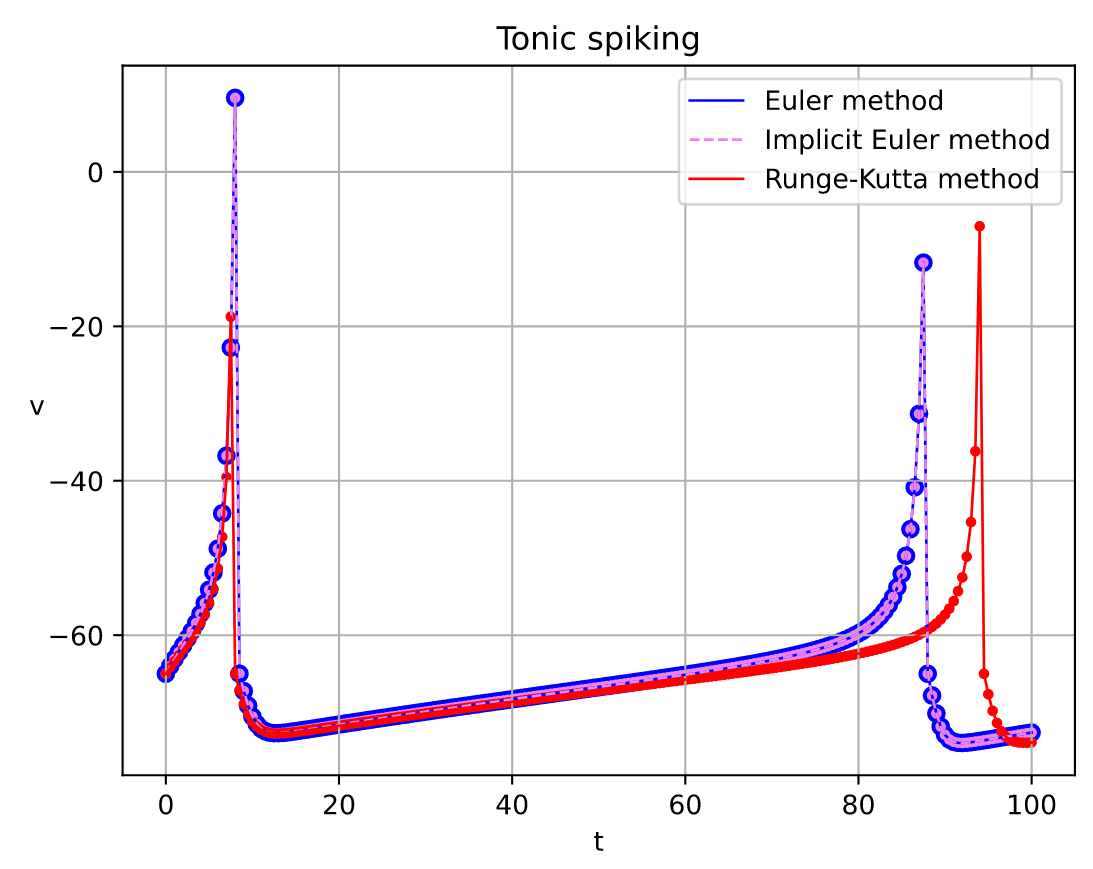 Tonic spiking
Euler method
Implicit Euler method
Runge-Kutta method
0
−20
−40
−60
v
0 20 40 60 80 100
t